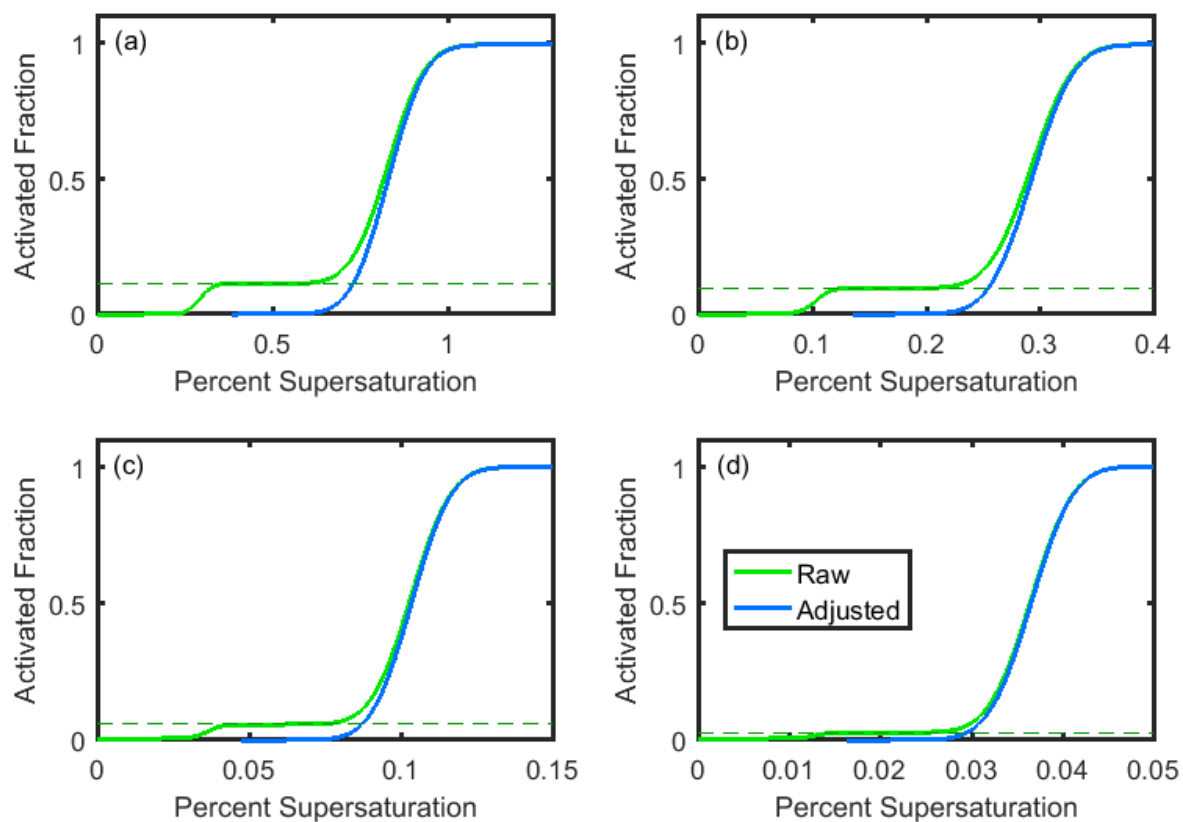 (a)
1
0.5
0
Activated Fraction
0 0.5 1
Percent Supersaturation
(b)
1
0.5
0
Activated Fraction
0 0.1 0.2 0.3 0.4
Percent Supersaturation
(c)
1
0.5
0
Activated Fraction
0 0.05 0.1 0.15
Percent Supersaturation
(d)
1
0.5
0
Activated Fraction
Raw
Adjusted
0 0.01 0.02 0.03 0.04 0.05
Percent Supersaturation